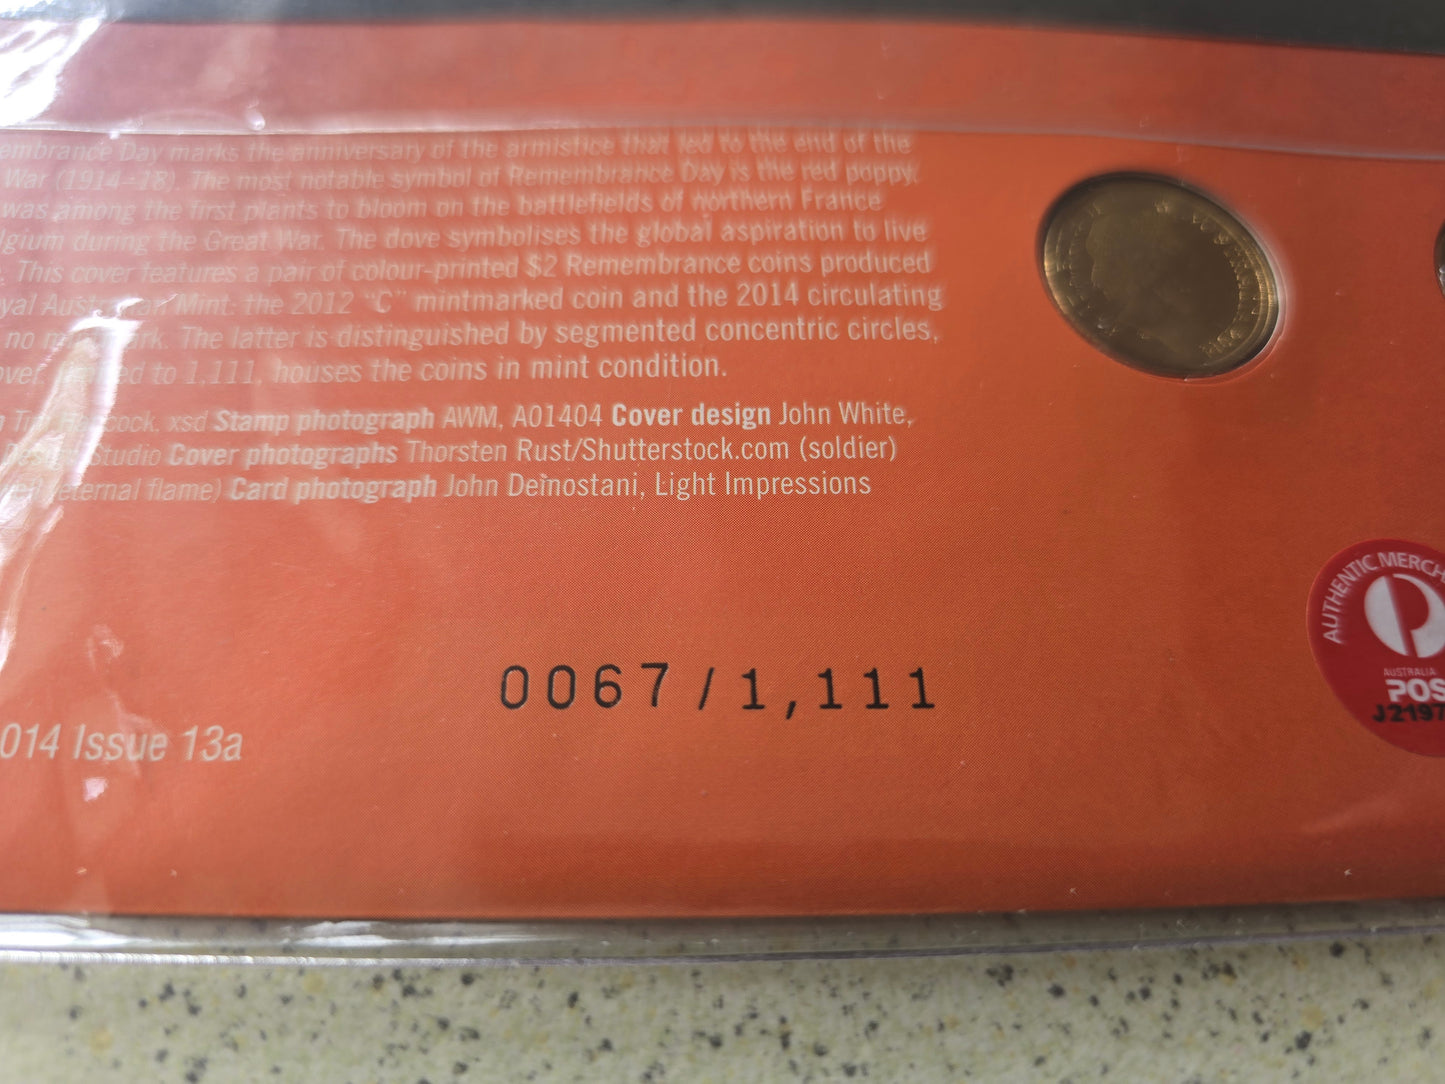 embrance Day marks the anniversary of the armistice that led to the end of the
War (1914–18). The most notable symbol of Remembrance Day is the red poppy,
was among the first plants to bloom on the battlefields of northern France
lgium during the Great War. The dove symbolises the global aspiration to live
. This cover features a pair of colour-printed $2 Remembrance coins produced
yal Australian Mint: the 2012 "C" mintmarked coin and the 2014 circulating
no m ark. The latter is distinguished by segmented concentric circles,
over, ed to 1,111, houses the coins in mint condition.
n Ti cock, xsd Stamp photograph AWM, A01404 Cover design John White,
Design Studio Cover photographs Thorsten Rust/Shutterstock.com (soldier)
(eternal flame) Card photograph John Deinostani, Light Impressions
0067/1,111
014 Issue 13a
AUTHENTIC MERCH
AUSTRALIA
POS
J2197